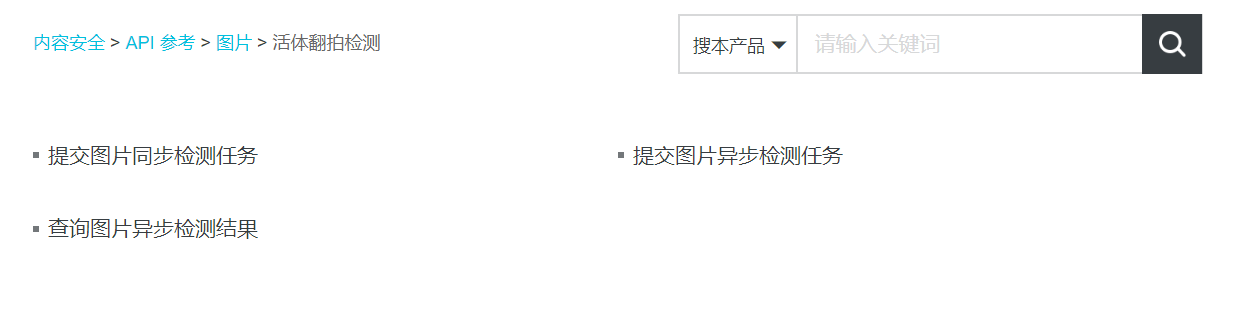 内容安全 > API 参考 > 图片 > 活体翻拍检测
搜本产品 请输入关键词
提交图片同步检测任务
提交图片异步检测任务
查询图片异步检测结果